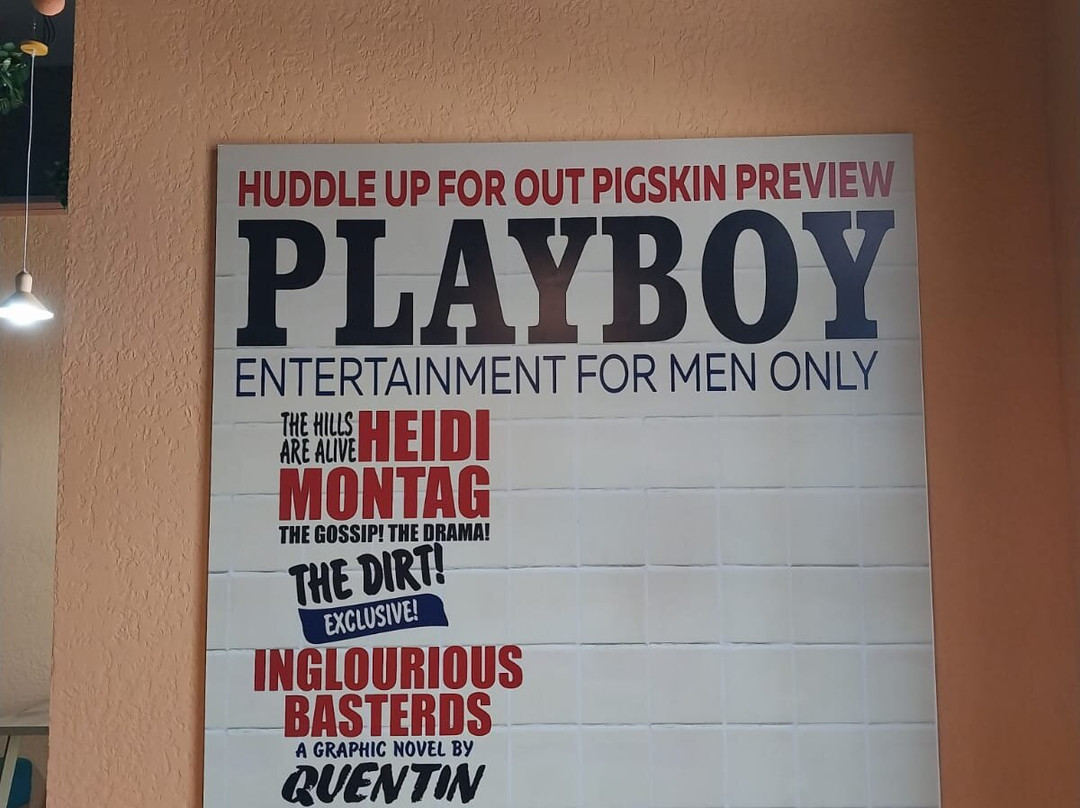 HUDDLE UP FOR OUT PIGSKIN PREVIEW
PLAYBOY
ENTERTAINMENT FOR MEN ONLY
THE HILLS
ARE ALIVE HEIDI
MONTAG
THE GOSSIP! THE DRAMA!
THE DIRT!
EXCLUSIVE!
INGLOURIOUS
BASTERDS
A GRAPHIC NOVEL BY
QUENTIN